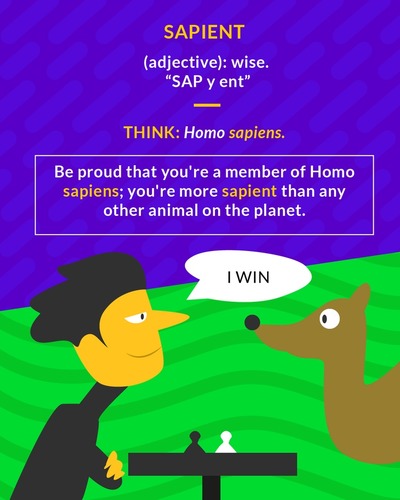 SAPIENT
(adjective): wise.
“SAP y ent”
THINK: Homo sapiens.
Be proud that you're a member of Homo
sapiens; you're more sapient than any
other animal on the planet.
I WIN